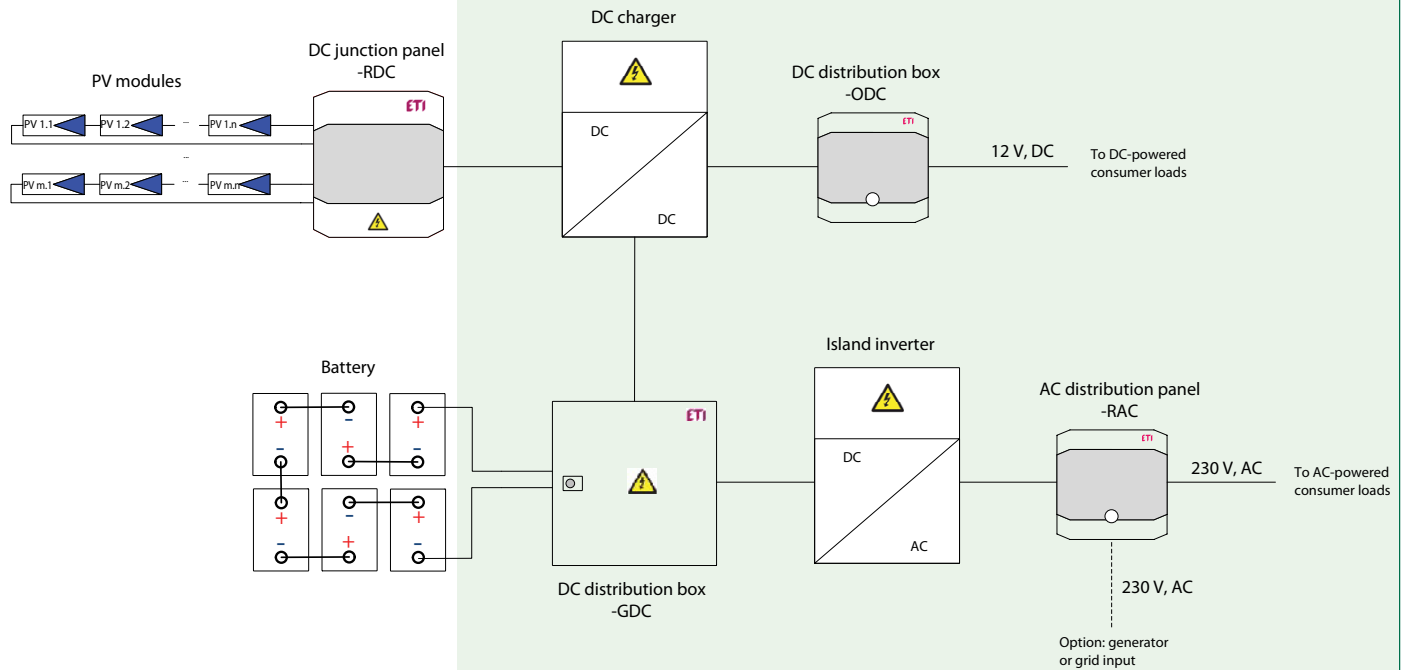 DC charger
DC junction panel
-RDC
PV modules
DC distribution box
-ODC
ETI
ETI
PV 1.1
PV 1.2
...
PV 1.n
DC
12 V, DC
To DC-powered
consumer loads
...
PV m.1
PV m.2
...
PV m.n
DC
Island inverter
Battery
AC distribution panel
-RAC
ETI
ETI
+
-
+
-
+
-
DC
230 V, AC
To AC-powered
consumer loads
+
-
+
-
+
-
AC
DC distribution box
-GDC
230 V, AC
Option: generator
or grid input